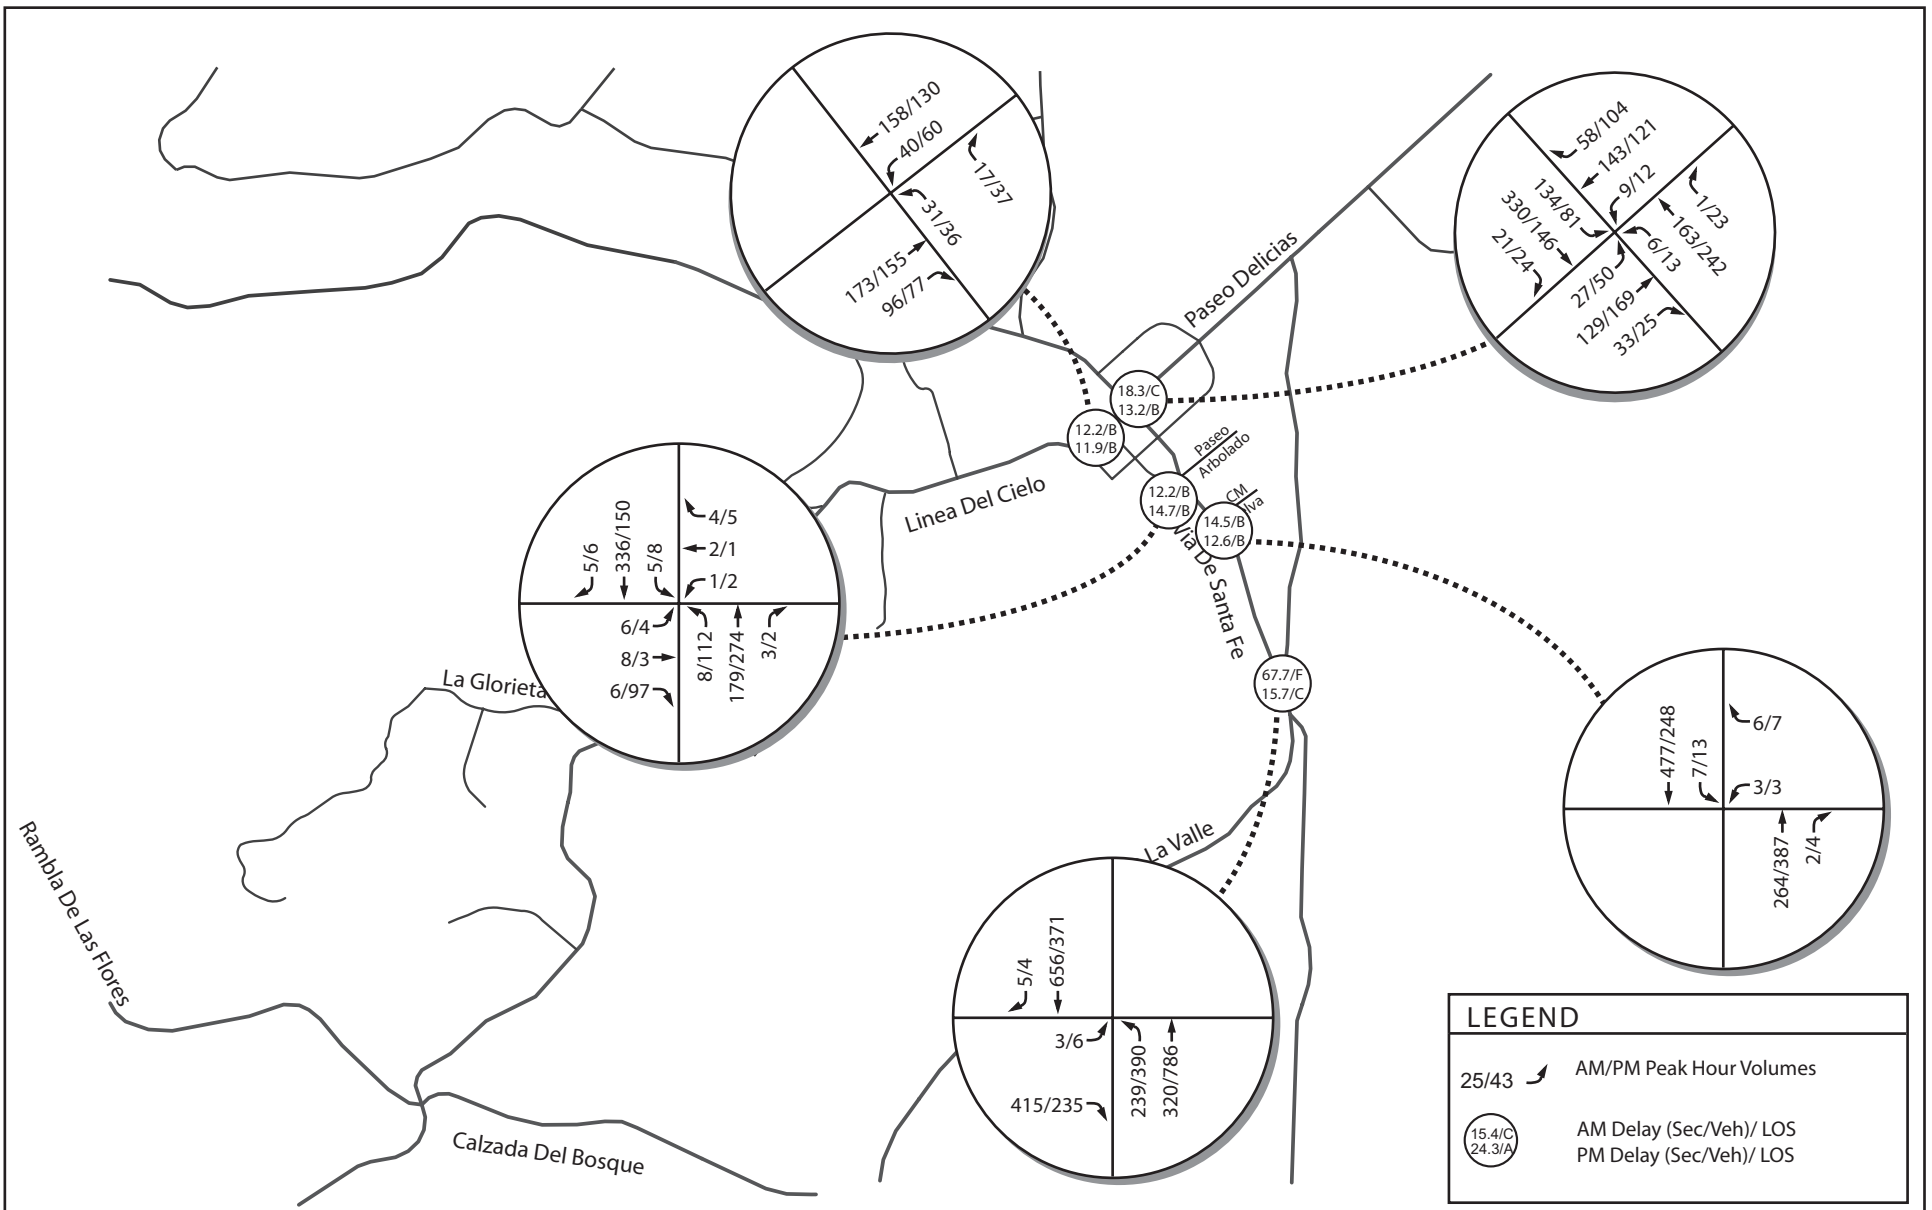 158/130
40/60
17/37
31/36
173/155
96/77
58/104
143/121
9/12
134/81
330/146
21/24
1/23
163/242
6/13
27/50
129/169
33/25
Paseo Delicias
18.3/C
13.2/B
12.2/B
11.9/B
Paseo
Arbolado
CM
lva
12.2/B
14.7/B
14.5/B
12.6/B
Linea Del Cielo
Via De Santa Fe
5/6
336/150
5/8
4/5
2/1
1/2
6/4
8/3
6/97
8/112
179/274
3/2
67.7/F
15.7/C
La Glorieta
477/248
7/13
6/7
3/3
264/387
2/4
La Valle
Rambla De Las Flores
5/4
656/371
3/6
415/235
239/390
320/786
Calzada Del Bosque
LEGEND
25/43
AM/PM Peak Hour Volumes
15.4/C
24.3/A
AM Delay (Sec/Veh)/ LOS
PM Delay (Sec/Veh)/ LOS